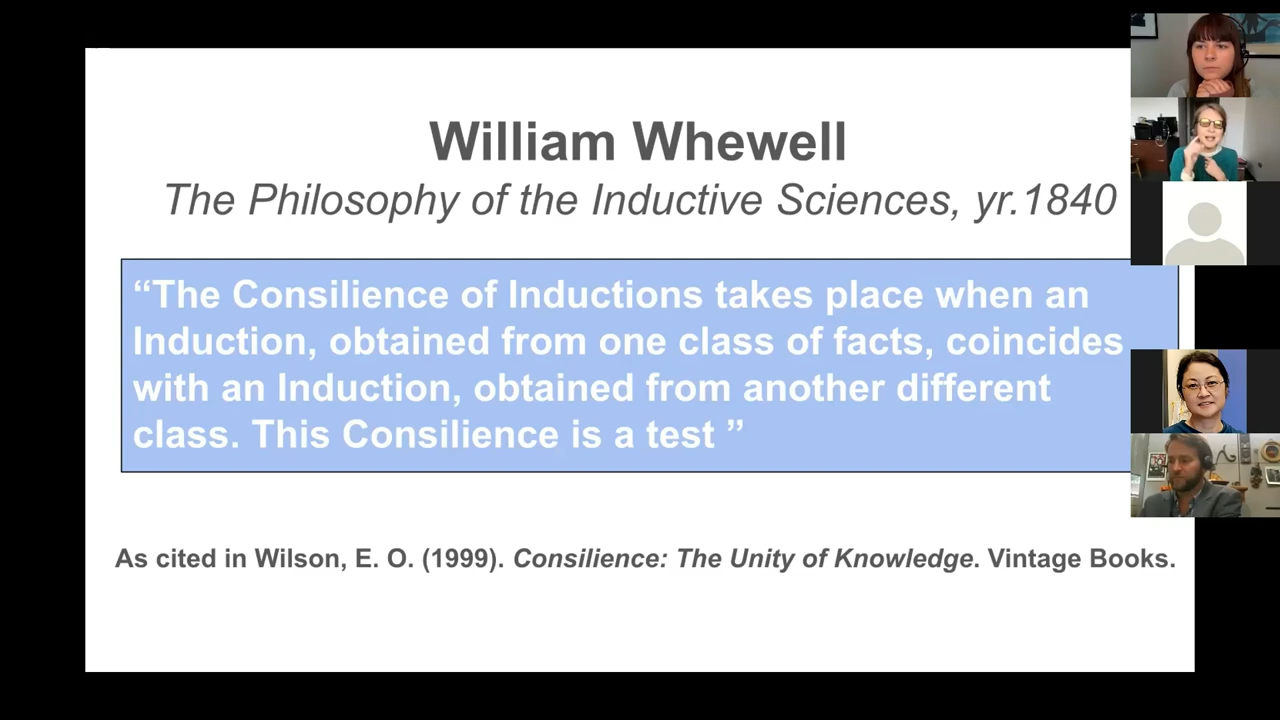 William Whewell
The Philosophy of the Inductive Sciences, yr.1840
“The Consilience of Inductions takes place when an
Induction, obtained from one class of facts, coincides
with an Induction, obtained from another different
class. This Consilience is a test ”
As cited in Wilson, E. O. (1999). Consilience: The Unity of Knowledge. Vintage Books.